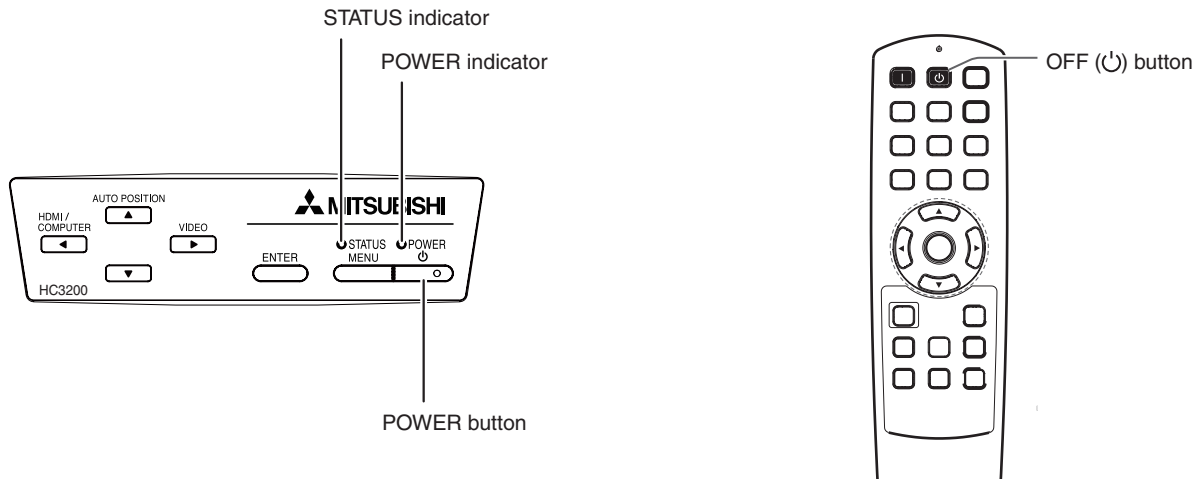 STATUS indicator
POWER indicator
OFF (⏻) button
AUTO POSITION
MITSUBISHI
HDMI /
COMPUTER
VIDEO
STATUS
POWER
ENTER
MENU
HC3200
POWER button